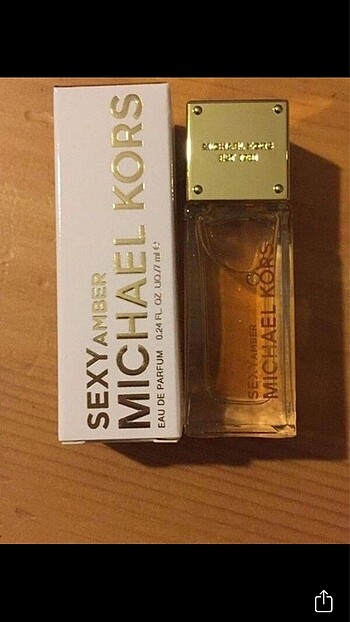 SEXY AMBER
MICHAEL KORS
EAU DE PARFUM 0.24 FL. OZ. LIQ./7 ml e
MICHAEL KORS
SEXY AMBER
MICHAEL KORS